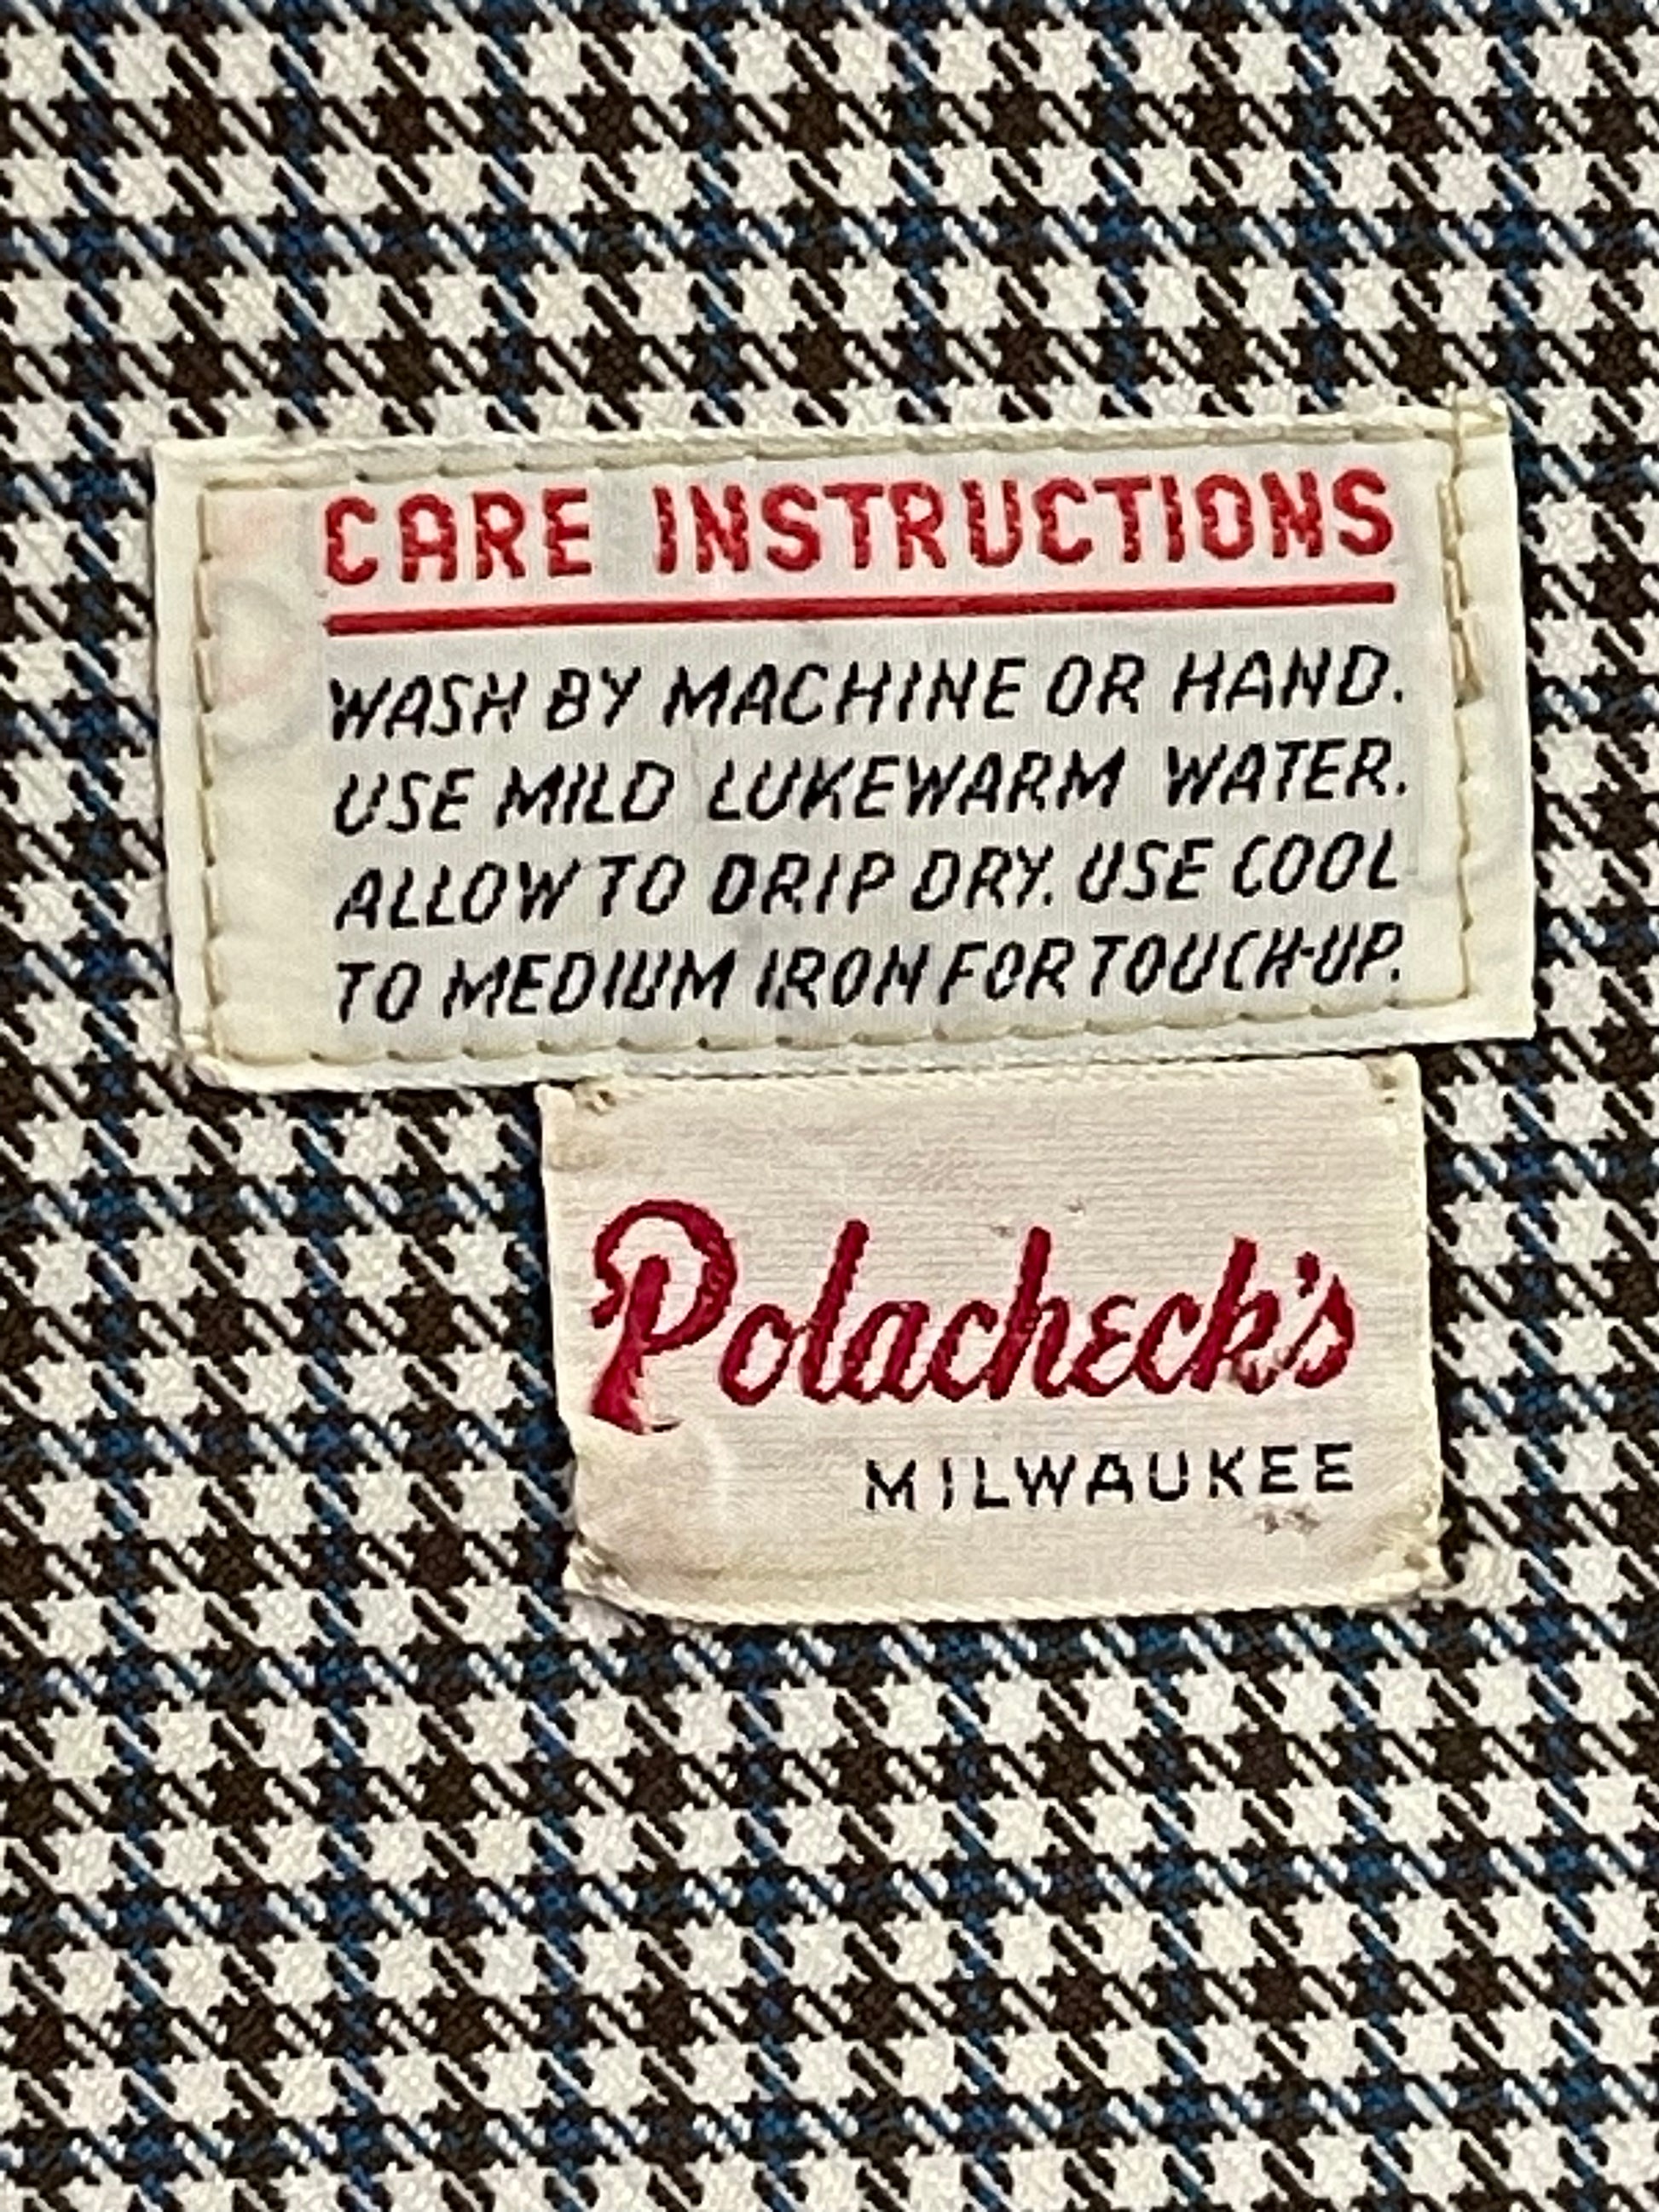 CARE INSTRUCTIONS
WASH BY MACHINE OR HAND.
USE MILD LUKEWARM WATER.
ALLOW TO DRIP DRY. USE COOL
TO MEDIUM IRON FOR TOUCH-UP.
Polacheck's
MILWAUKEE